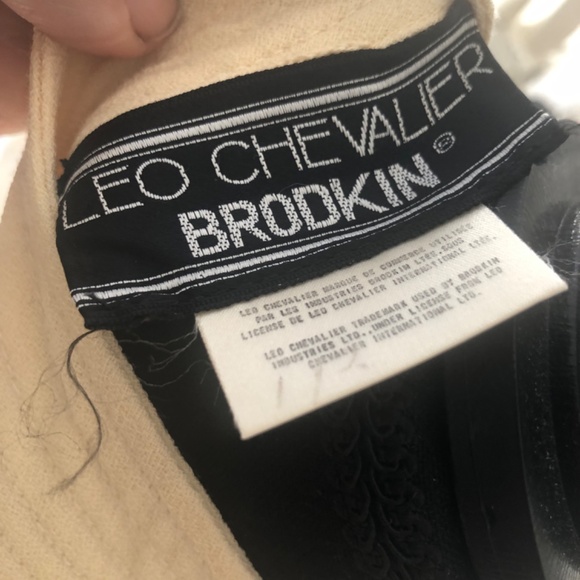 LEO CHEVALIER
BRODKIN®
LEO CHEVALIER MARQUE DE COMMERCE UTILISEE
PAR LES INDUSTRIES BRODKIN LTEE.SOUS
LICENSE DE LEO CHEVALIER INTERNATIONAL LTEE.
LEO CHEVALIER TRADEMARK USED BY BRODKIN
INDUSTRIES LTD., UNDER LICENSE FROM LEO
CHEVALIER INTERNATIONAL LTD.